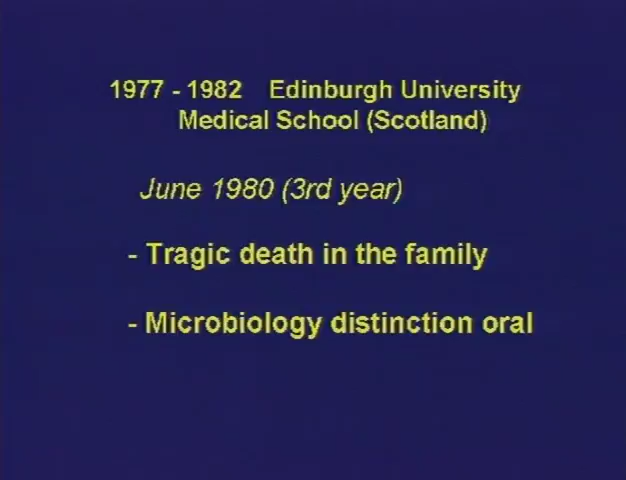 1977 - 1982 Edinburgh University
Medical School (Scotland)
June 1980 (3rd year)
- Tragic death in the family
- Microbiology distinction oral